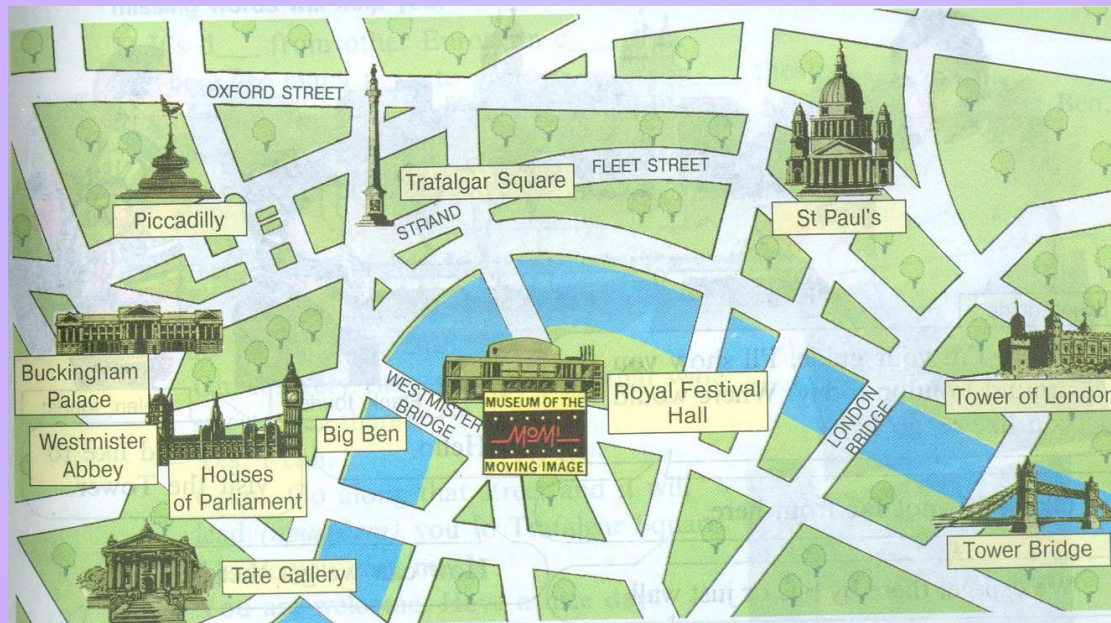 OXFORD STREET
Piccadilly
Trafalgar Square
FLEET STREET
STRAND
St Paul's
Buckingham
Palace
Westmister
Abbey
Houses
of Parliament
Big Ben
WESTMISTER
BRIDGE
MUSEUM OF THE
MOMI
MOVING IMAGE
Royal Festival
Hall
LONDON
BRIDGE
Tower of London
Tower Bridge
Tate Gallery